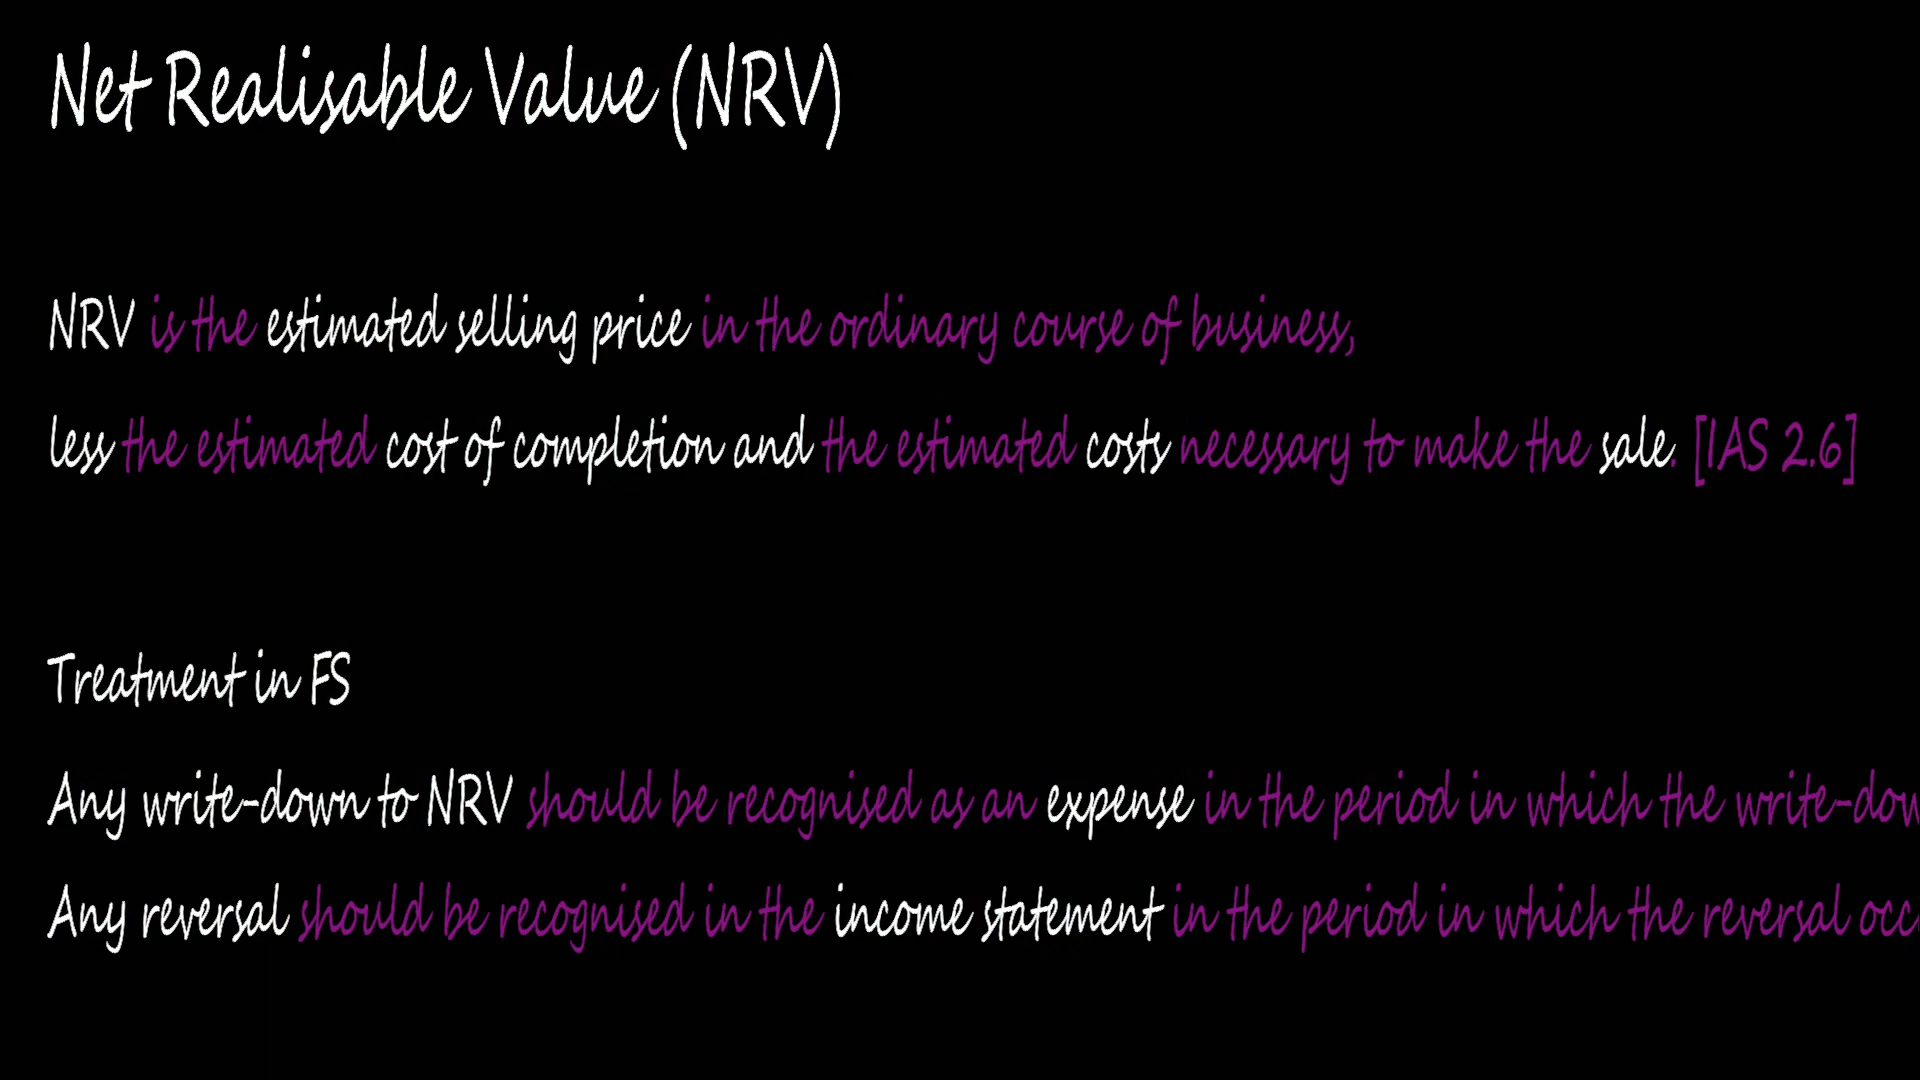 Net Realisable Value (NRV)
NRV is the estimated selling price in the ordinary course of business,
less the estimated cost of completion and the estimated costs necessary to make the sale. [IAS 2.6]
Treatment in FS
Any write-down to NRV should be recognised as an expense in the period in which the write-dow
Any reversal should be recognised in the income statement in the period in which the reversal occ